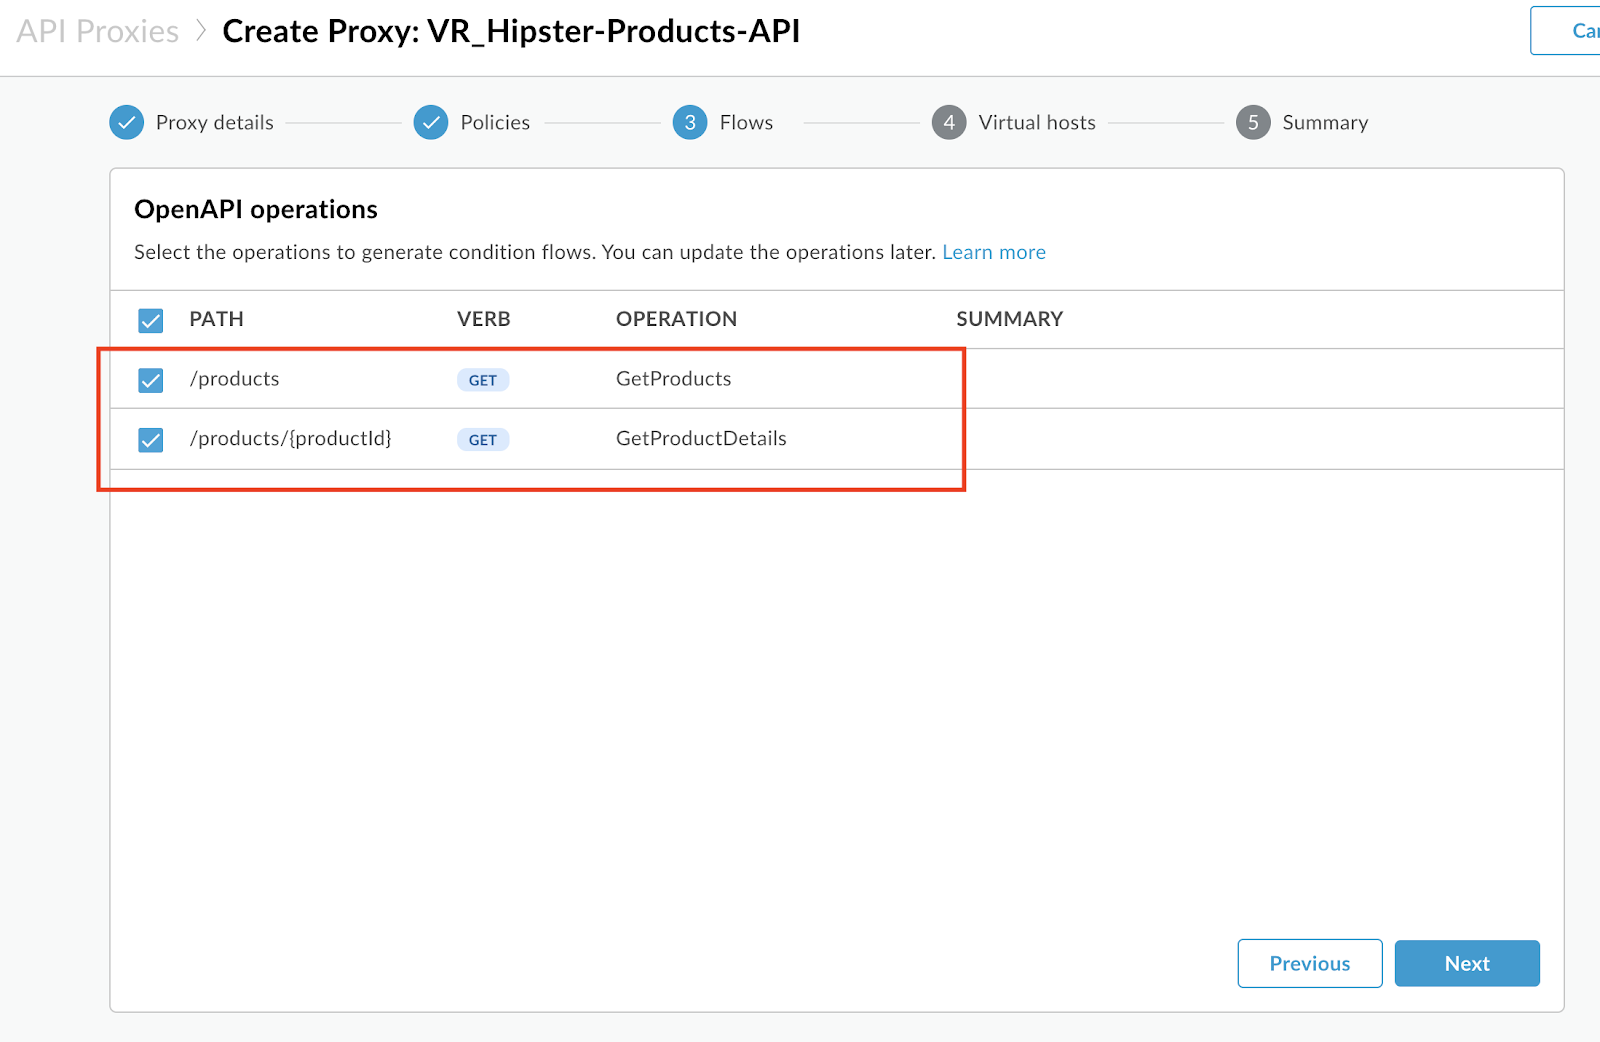 API Proxies > Create Proxy: VR_Hipster-Products-API
Proxy details Policies 3 Flows 4 Virtual hosts 5 Summary
OpenAPI operations
Select the operations to generate condition flows. You can update the operations later. Learn more
PATH VERB OPERATION SUMMARY
/products GET GetProducts
/products/{productId} GET GetProductDetails
Previous Next